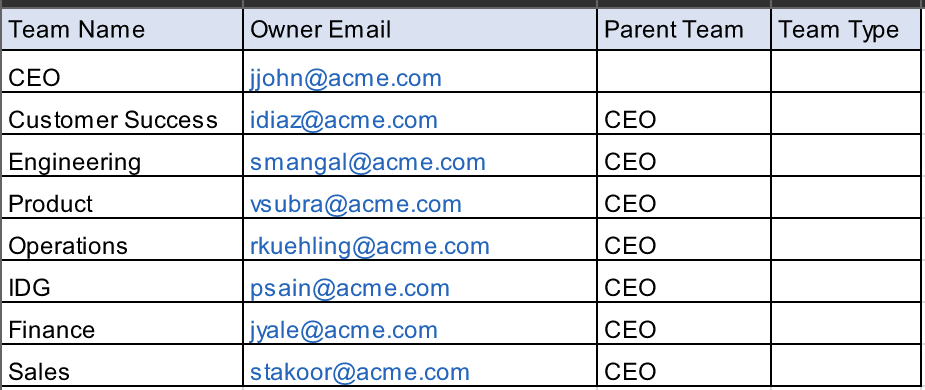 Team Name Owner Email Parent Team Team Type
CEO jjohn@acme.com
Customer Success idiaz@acme.com CEO
Engineering smangal@acme.com CEO
Product vsubra@acme.com CEO
Operations rkuehling@acme.com CEO
IDG psain@acme.com CEO
Finance jyale@acme.com CEO
Sales stakoor@acme.com CEO